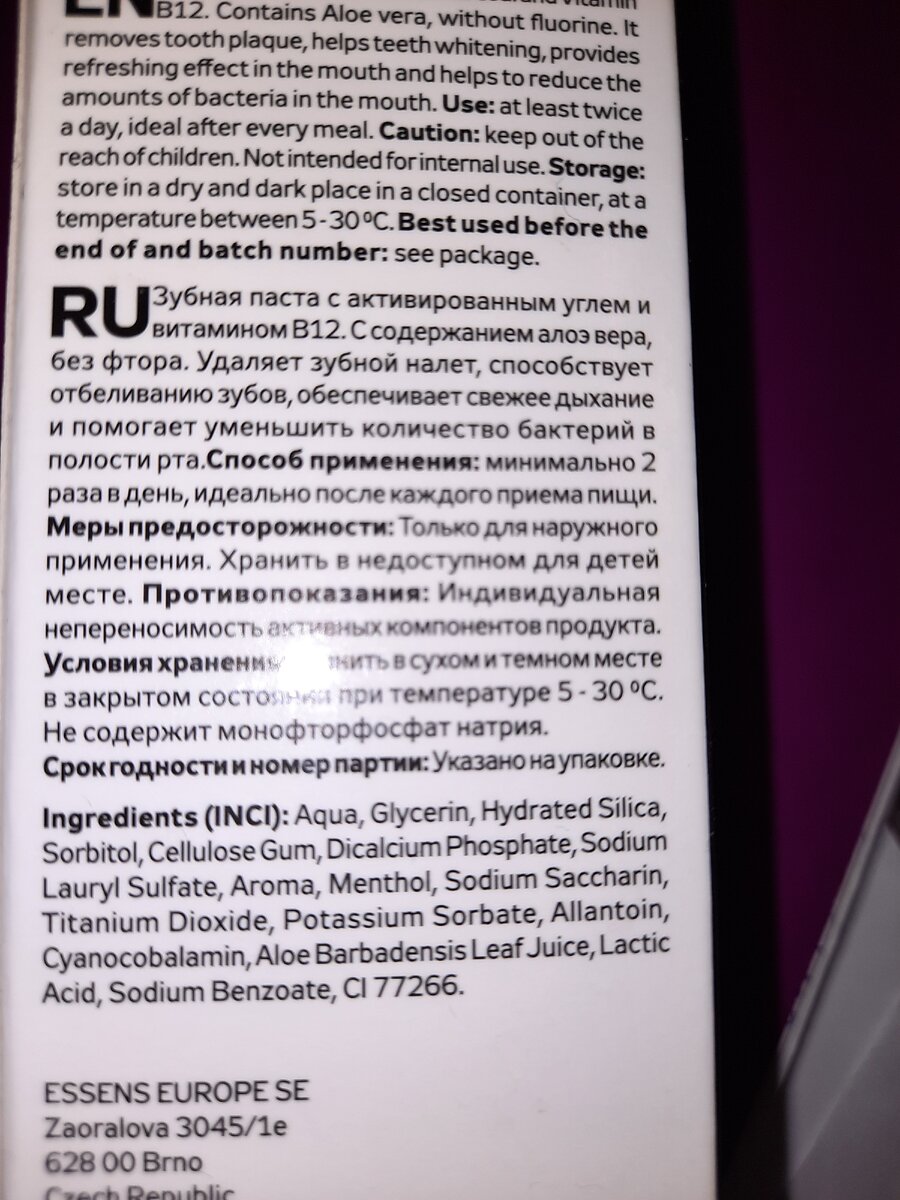 EN B12. Contains Aloe vera, without fluorine. It
removes tooth plaque, helps teeth whitening, provides
refreshing effect in the mouth and helps to reduce the
amounts of bacteria in the mouth. Use: at least twice
a day, ideal after every meal. Caution: keep out of the
reach of children. Not intended for internal use. Storage:
store in a dry and dark place in a closed container, at a
temperature between 5 - 30 ºC. Best used before the
end of and batch number: see package.
RU Зубная паста с активированным углем и
витамином B12. С содержанием алоэ вера,
без фтора. Удаляет зубной налет, способствует
отбеливанию зубов, обеспечивает свежее дыхание
и помогает уменьшить количество бактерий в
полости рта.Способ применения: минимально 2
раза в день, идеально после каждого приема пищи.
Меры предосторожности: Только для наружного
применения. Хранить в недоступном для детей
месте. Противопоказания: Индивидуальная
непереносимость активных компонентов продукта.
Условия хранения в сухом и темном месте
в закрытом состоянии при температуре 5 - 30 ºC.
Не содержит монофторфосфат натрия.
Срок годности и номер партии: Указано на упаковке.
Ingredients (INCI): Aqua, Glycerin, Hydrated Silica,
Sorbitol, Cellulose Gum, Dicalcium Phosphate, Sodium
Lauryl Sulfate, Aroma, Menthol, Sodium Saccharin,
Titanium Dioxide, Potassium Sorbate, Allantoin,
Cyanocobalamin, Aloe Barbadensis Leaf Juice, Lactic
Acid, Sodium Benzoate, CI 77266.
ESSENS EUROPE SE
Zaoralova 3045/1e
628 00 Brno
Czech Republic